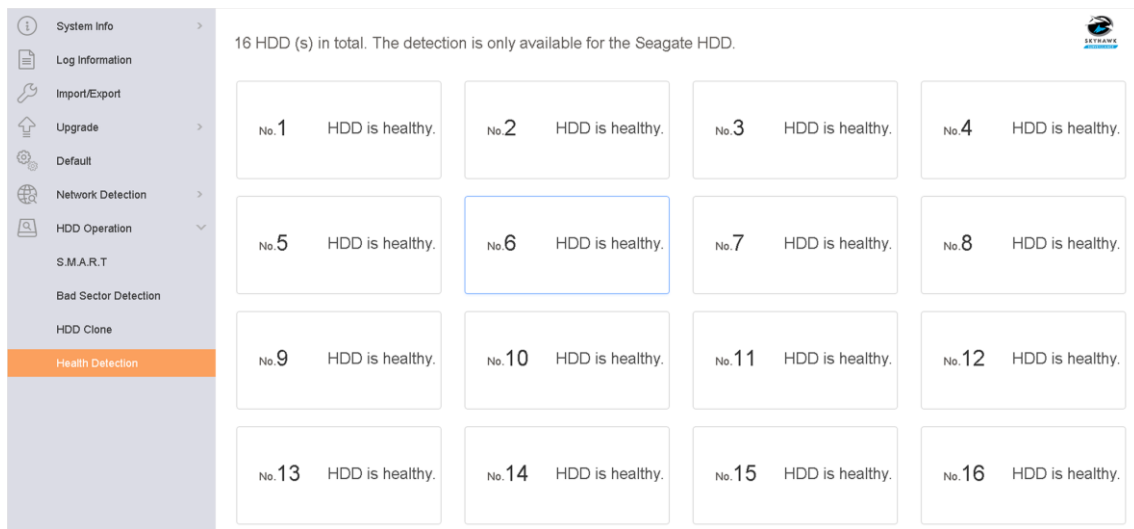 System Info
Log Information
Import/Export
Upgrade
Default
Network Detection
HDD Operation
S.M.A.R.T
Bad Sector Detection
HDD Clone
Health Detection
16 HDD (s) in total. The detection is only available for the Seagate HDD.
SKYHAWK
No.1 HDD is healthy.
No.2 HDD is healthy.
No.3 HDD is healthy.
No.4 HDD is healthy.
No.5 HDD is healthy.
No.6 HDD is healthy.
No.7 HDD is healthy.
No.8 HDD is healthy.
No.9 HDD is healthy.
No.10 HDD is healthy.
No.11 HDD is healthy.
No.12 HDD is healthy.
No.13 HDD is healthy.
No.14 HDD is healthy.
No.15 HDD is healthy.
No.16 HDD is healthy.